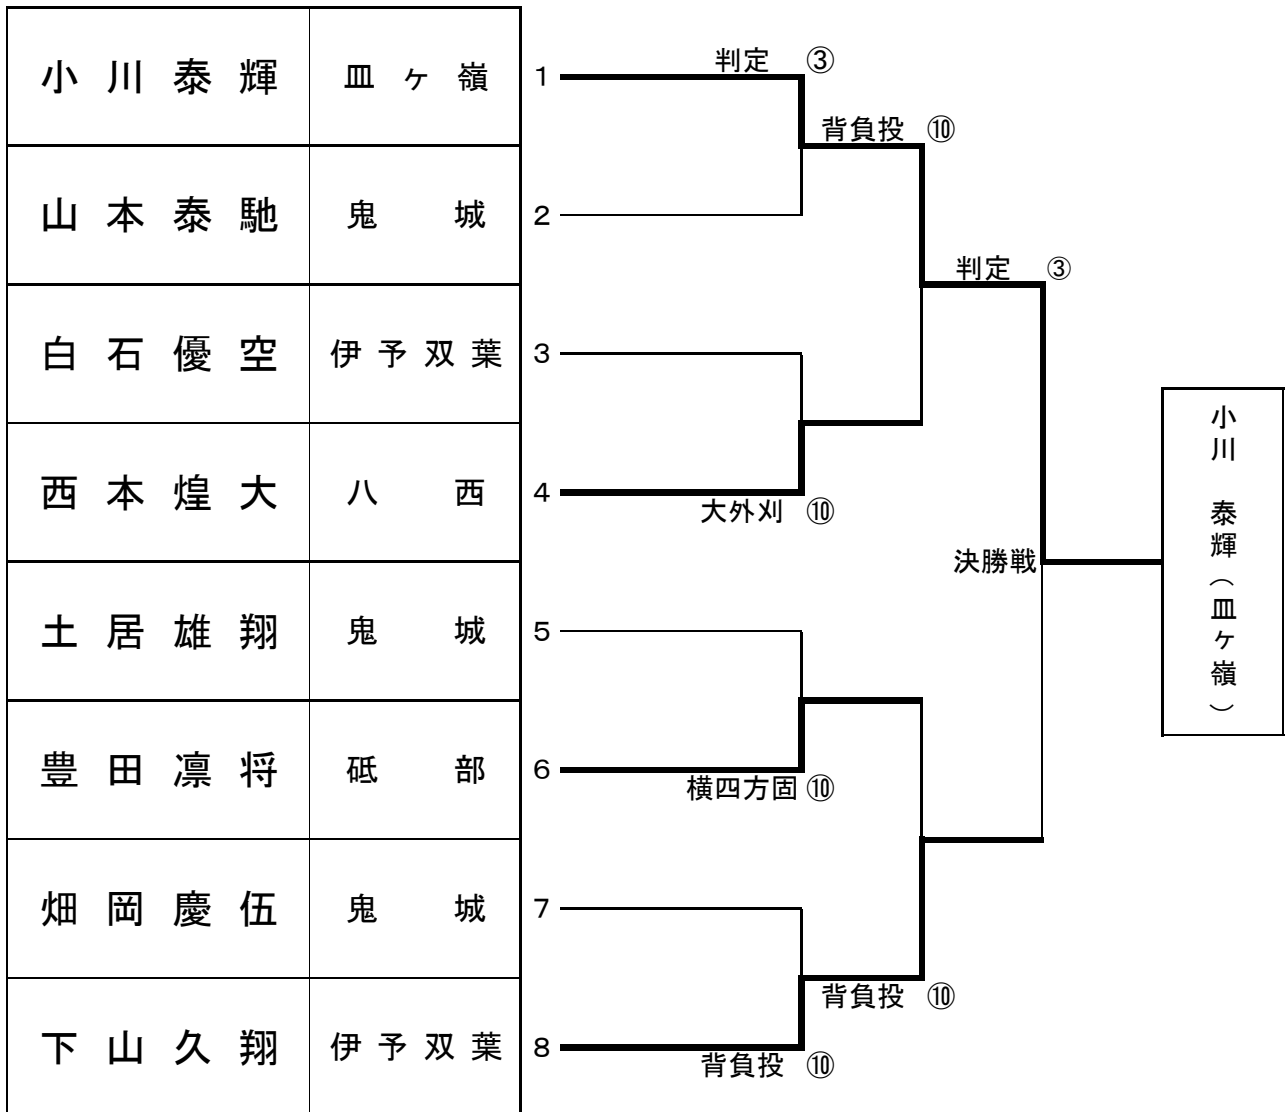 小川泰輝 皿ヶ嶺 1
山本泰馳 鬼城 2
白石優空 伊予双葉 3
西本煌大 八西 4
土居雄翔 鬼城 5
豊田凛将 砥部 6
畑岡慶伍 鬼城 7
下山久翔 伊予双葉 8
判定 ③
背負投 ⑩
判定 ③
大外刈 ⑩
決勝戦
横四方固 ⑩
背負投 ⑩
背負投 ⑩
小川 泰輝（皿ヶ嶺）